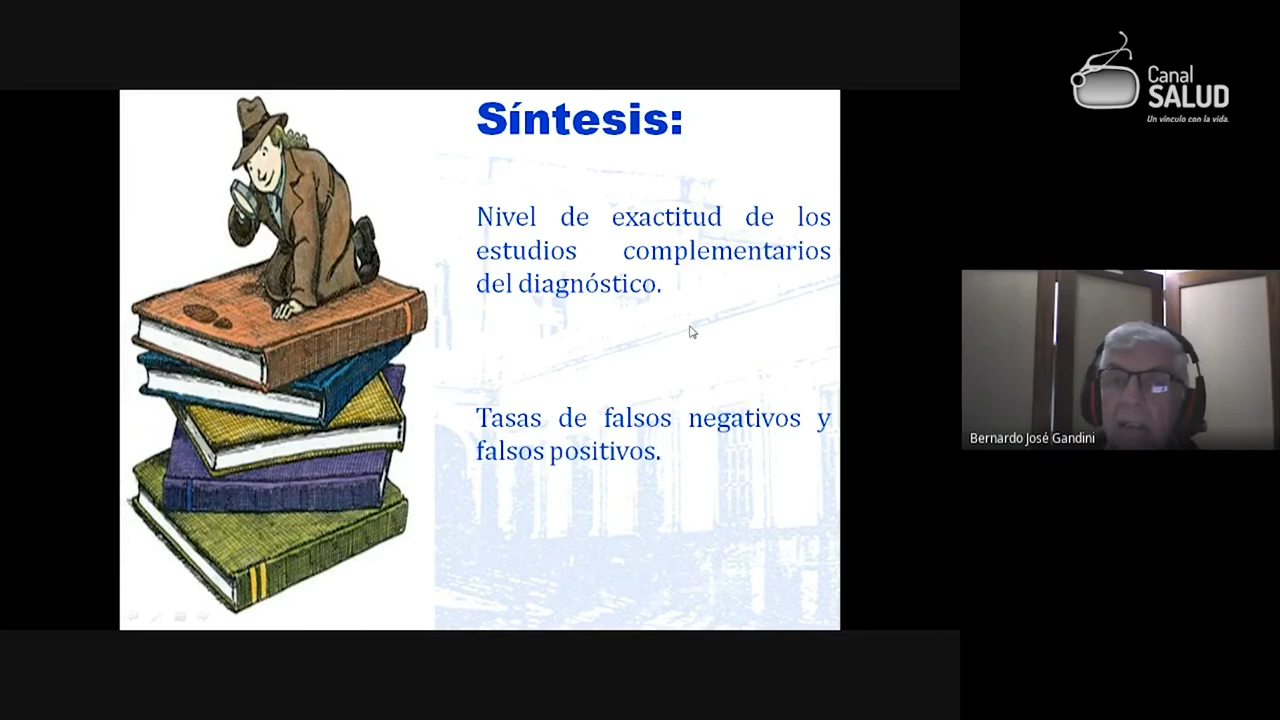 Síntesis:
Nivel de exactitud de los
estudios complementarios
del diagnóstico.
Tasas de falsos negativos y
falsos positivos.
Canal
SALUD
Un vínculo con la vida.
Bernardo José Gandini